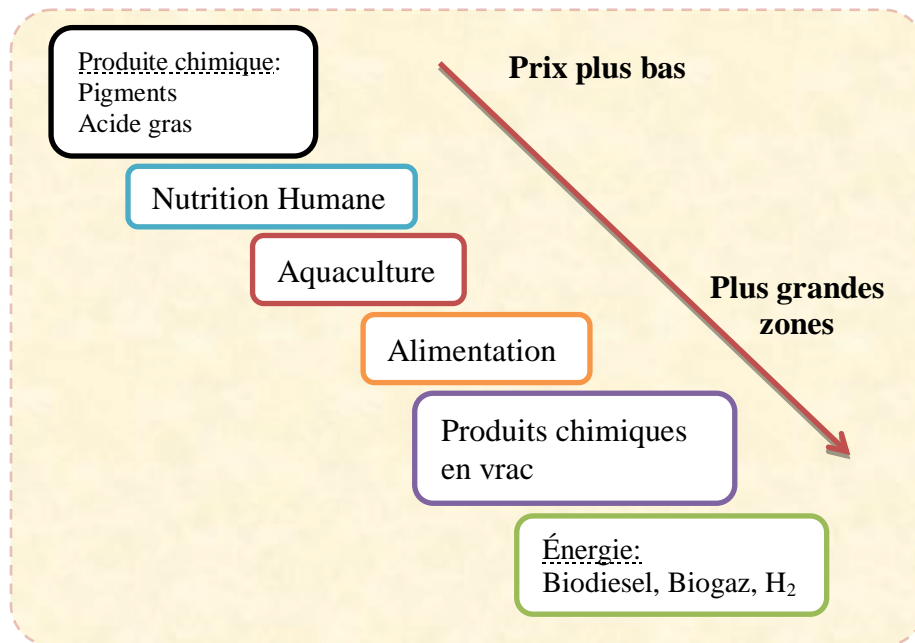 Produite chimique:
Pigments
Acide gras
Prix plus bas
Nutrition Humane
Aquaculture
Plus grandes
zones
Alimentation
Produits chimiques
en vrac
Énergie:
Biodiesel, Biogaz, H₂